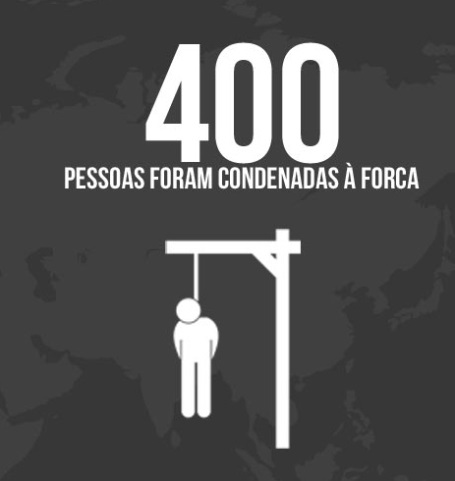 400
PESSOAS FORAM CONDENADAS À FORCA